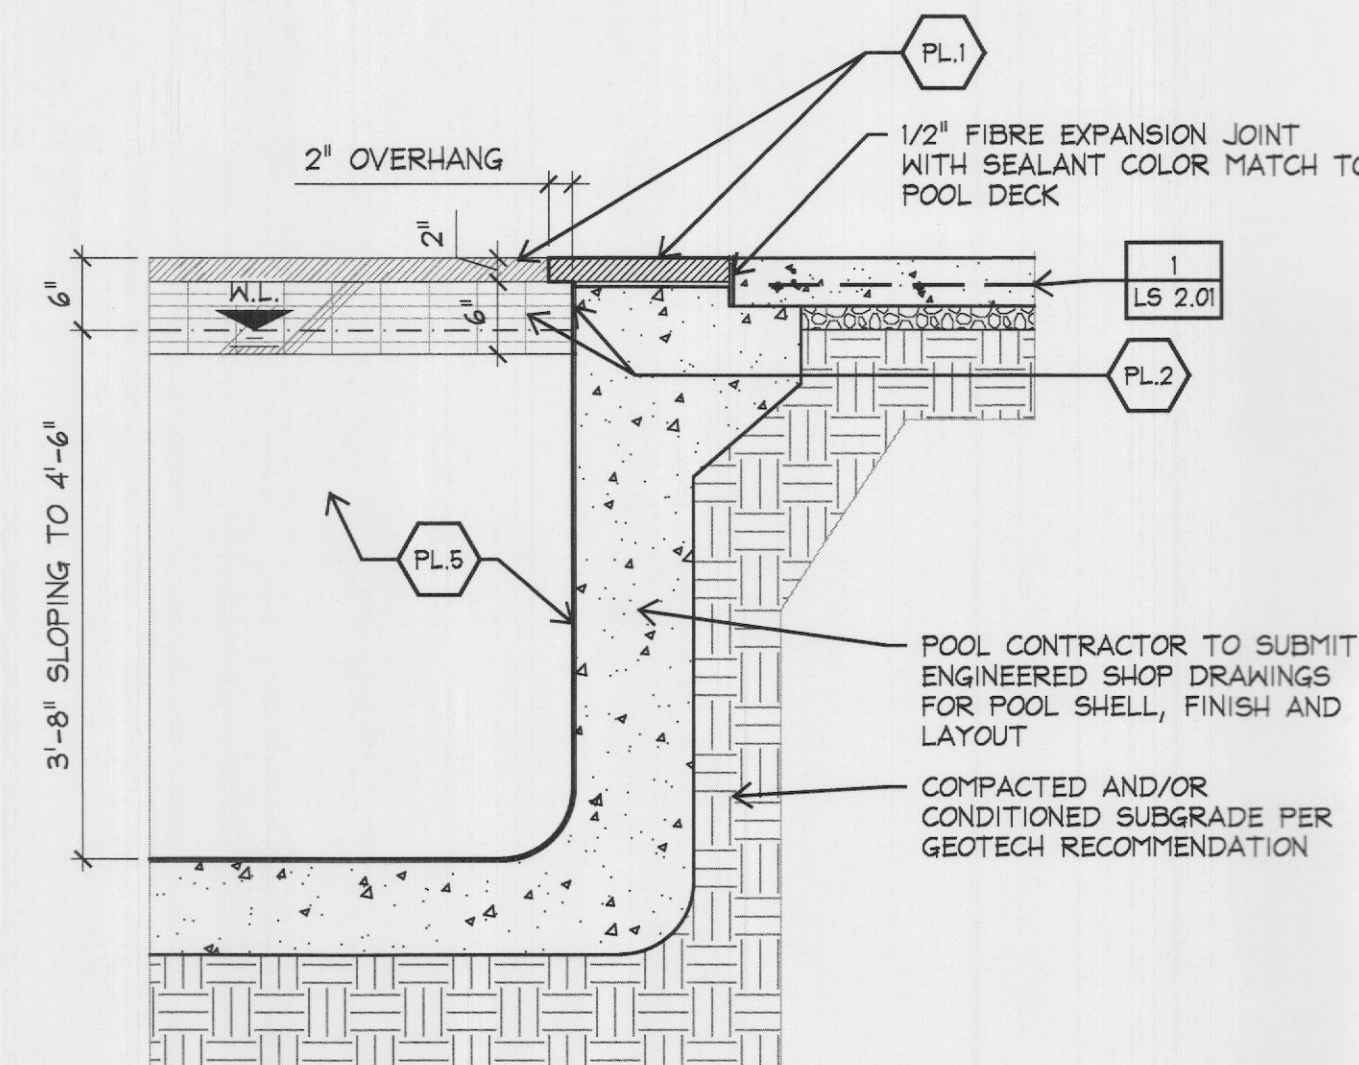 PL.1
1/2" FIBRE EXPANSION JOINT
WITH SEALANT COLOR MATCH TO
POOL DECK
2" OVERHANG
2"
6"
W.L.
6"
1
LS 2.01
PL.2
3'-8" SLOPING TO 4'-6"
PL.5
POOL CONTRACTOR TO SUBMIT
ENGINEERED SHOP DRAWINGS
FOR POOL SHELL, FINISH AND
LAYOUT
COMPACTED AND/OR
CONDITIONED SUBGRADE PER
GEOTECH RECOMMENDATION